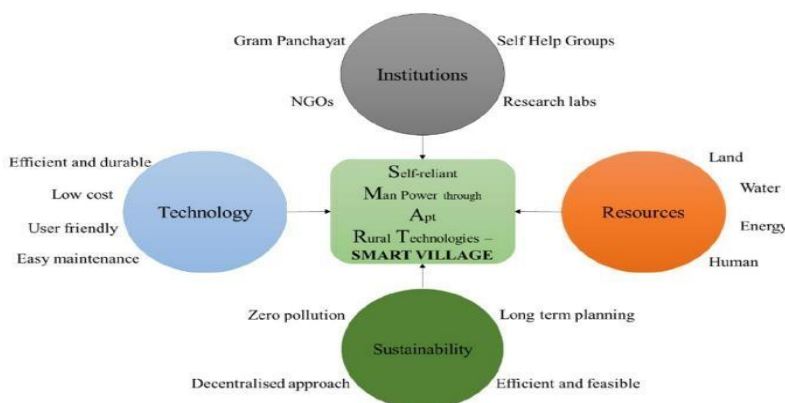 Gram Panchayat
Self Help Groups
Institutions
NGOs
Research labs
Efficient and durable
Low cost
Technology
User friendly
Easy maintenance
Self-reliant
Man Power through
Apt
Rural Technologies –
SMART VILLAGE
Land
Water
Resources
Energy
Human
Zero pollution
Long term planning
Sustainability
Decentralised approach
Efficient and feasible